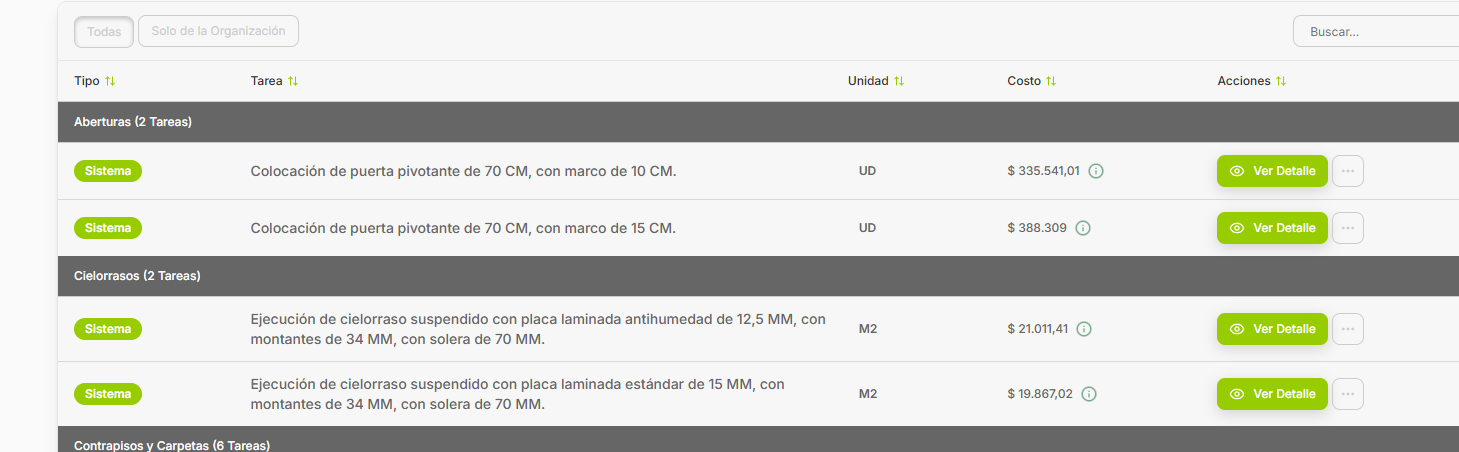 Todas Solo de la Organización Buscar...
Tipo Tarea Unidad Costo Acciones
Aberturas (2 Tareas)
Sistema Colocación de puerta pivotante de 70 CM, con marco de 10 CM. UD $ 335.541,01 Ver Detalle
Sistema Colocación de puerta pivotante de 70 CM, con marco de 15 CM. UD $ 388.309 Ver Detalle
Cielorrasos (2 Tareas)
Sistema Ejecución de cielorraso suspendido con placa laminada antihumedad de 12,5 MM, con
montantes de 34 MM, con solera de 70 MM. M2 $ 21.011,41 Ver Detalle
Sistema Ejecución de cielorraso suspendido con placa laminada estándar de 15 MM, con
montantes de 34 MM, con solera de 70 MM. M2 $ 19.867,02 Ver Detalle
Contrapisos y Carpetas (6 Tareas)